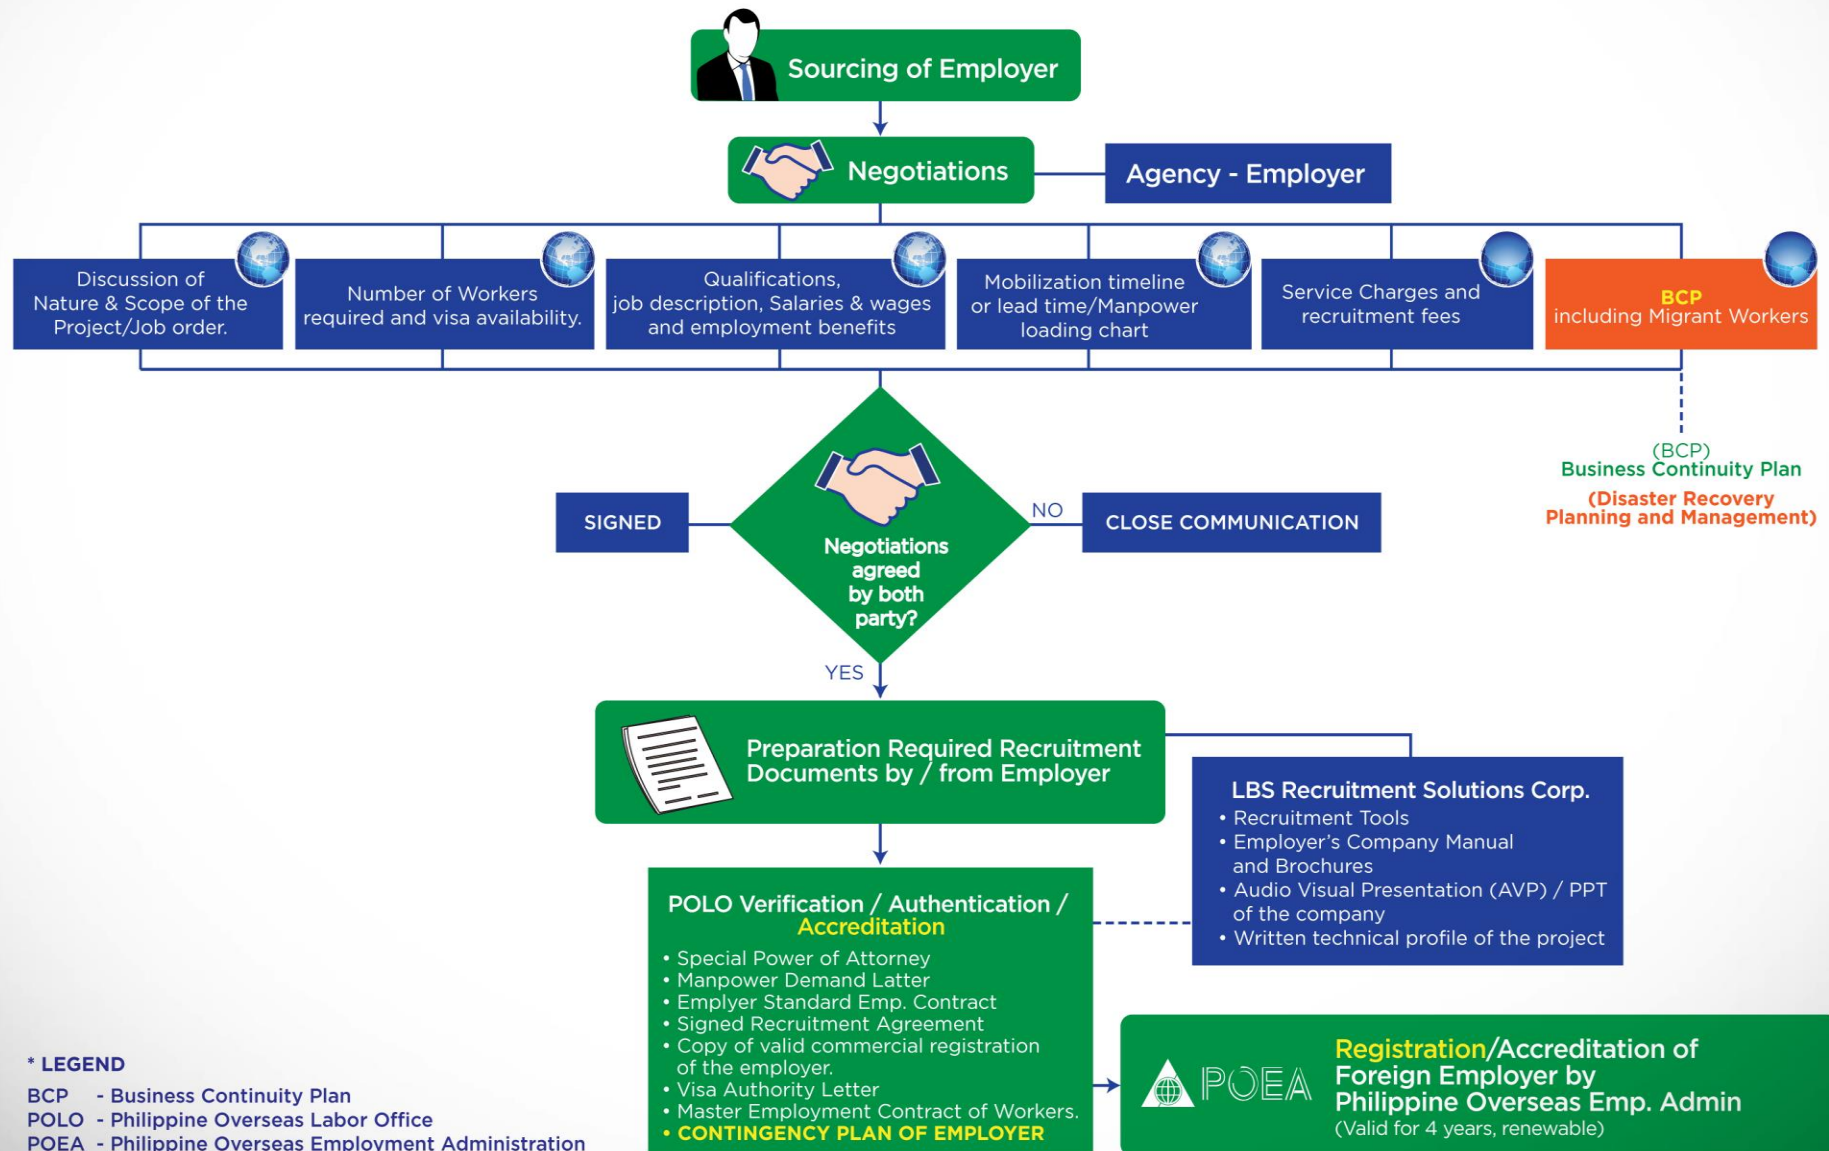 Sourcing of Employer
Negotiations
Agency - Employer
Discussion of
Nature & Scope of the
Project/Job order.
Number of Workers
required and visa availability.
Qualifications,
job description, Salaries & wages
and employment benefits
Mobilization timeline
or lead time/Manpower
loading chart
Service Charges and
recruitment fees
BCP
including Migrant Workers
(BCP)
Business Continuity Plan
(Disaster Recovery
Planning and Management)
SIGNED
Negotiations
agreed
by both
party?
NO
CLOSE COMMUNICATION
YES
Preparation Required Recruitment
Documents by / from Employer
LBS Recruitment Solutions Corp.
• Recruitment Tools
• Employer's Company Manual
and Brochures
• Audio Visual Presentation (AVP) / PPT
of the company
• Written technical profile of the project
POLO Verification / Authentication /
Accreditation
• Special Power of Attorney
• Manpower Demand Latter
• Emplyer Standard Emp. Contract
• Signed Recruitment Agreement
• Copy of valid commercial registration
of the employer.
• Visa Authority Letter
• Master Employment Contract of Workers.
• CONTINGENCY PLAN OF EMPLOYER
POEA
Registration/Accreditation of
Foreign Employer by
Philippine Overseas Emp. Admin
(Valid for 4 years, renewable)
* LEGEND
BCP - Business Continuity Plan
POLO - Philippine Overseas Labor Office
POEA - Philippine Overseas Employment Administration